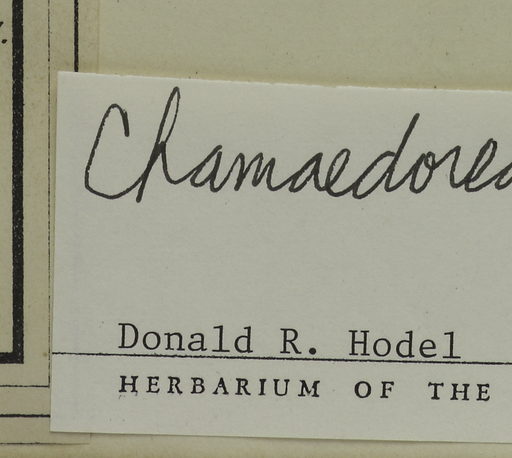 Chamaedorea
Donald R. Hodel
HERBARIUM OF THE